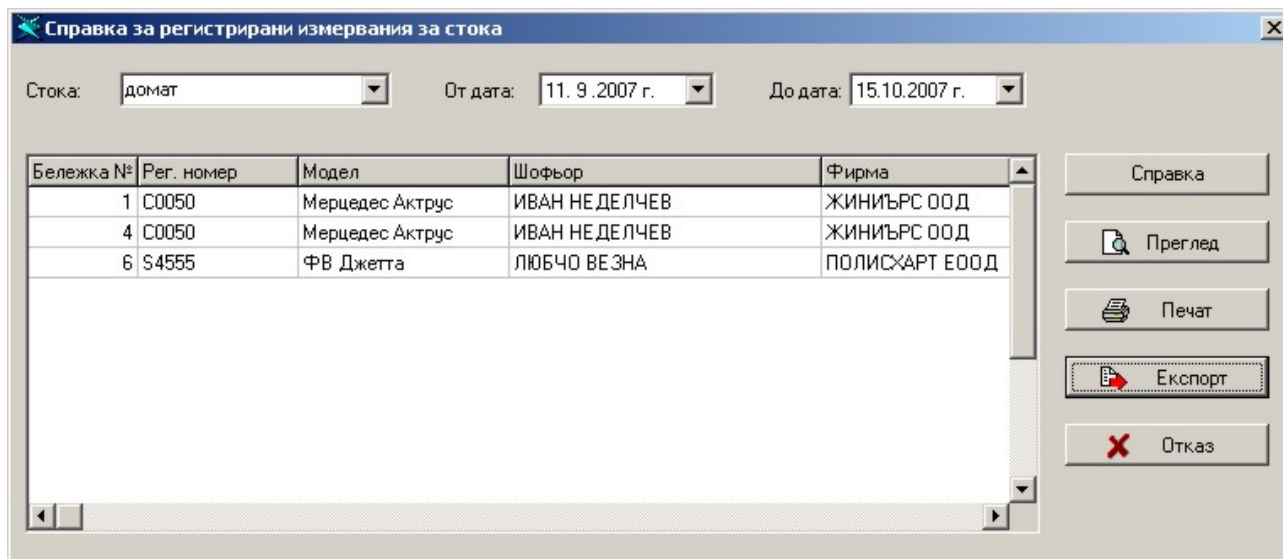 Справка за регистрирани измервания за стока
Стока: домат От дата: 11. 9 .2007 г. До дата: 15.10.2007 г.
Бележка № Рег. номер Модел Шофьор Фирма
1 C0050 Мерцедес Актрус ИВАН НЕДЕЛЧЕВ ЖИНИЪРС ООД
4 C0050 Мерцедес Актрус ИВАН НЕДЕЛЧЕВ ЖИНИЪРС ООД
6 S4555 ФВ Джетта ЛЮБЧО ВЕЗНА ПОЛИСХАРТ ЕООД
Справка
Преглед
Печат
Експорт
Отказ